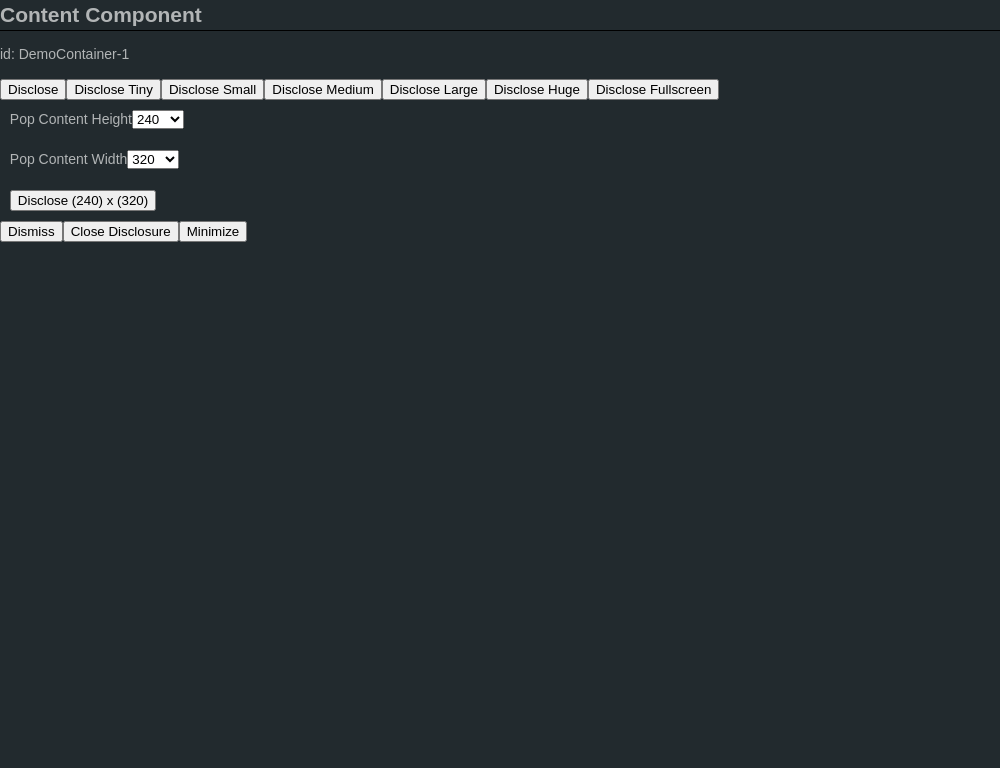 Content Component
id: DemoContainer-1
Disclose Disclose Tiny Disclose Small Disclose Medium Disclose Large Disclose Huge Disclose Fullscreen
Pop Content Height 240
Pop Content Width 320
Disclose (240) x (320)
Dismiss Close Disclosure Minimize